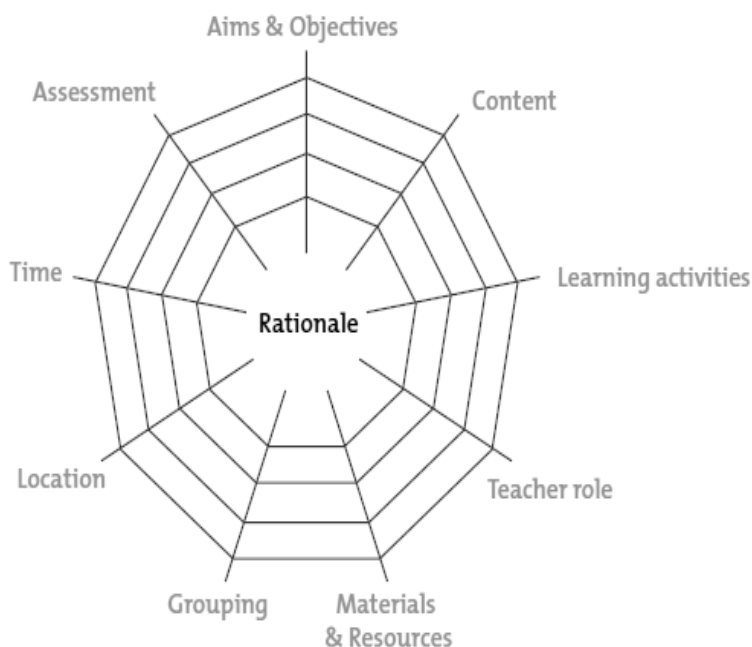 Aims & Objectives
Assessment
Content
Time
Learning activities
Rationale
Location
Teacher role
Grouping
Materials
& Resources